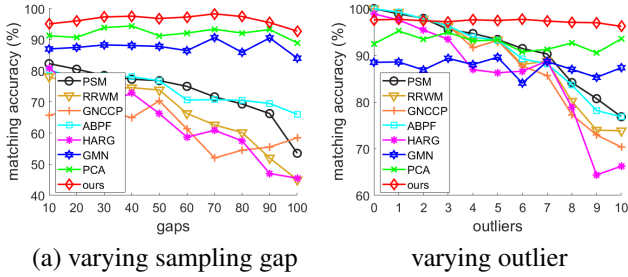 matching accuracy (%)
100
90
80
70
60
50
40
PSM
RRWM
GNCCP
ABPF
HARG
GMN
PCA
ours
10 20 30 40 50 60 70 80 90 100
gaps
matching accuracy (%)
100
90
80
70
60
PSM
RRWM
GNCCP
ABPF
HARG
GMN
PCA
ours
0 1 2 3 4 5 6 7 8 9 10
outliers
(a) varying sampling gap
varying outlier